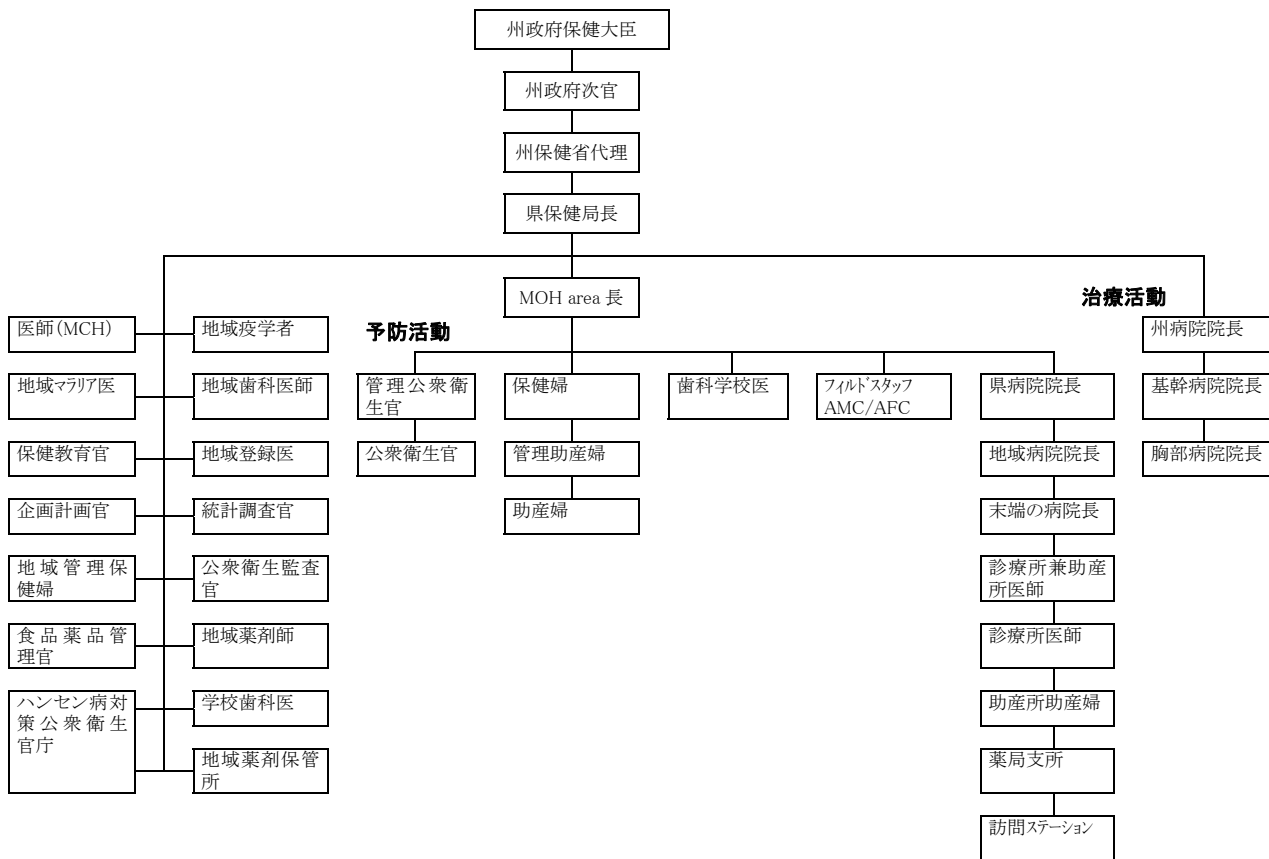 州政府保健大臣
州政府次官
州保健省代理
県保健局長
MOH area 長
治療活動
予防活動
医師(MCH)
地域疫学者
州病院院長
地域マラリア医
地域歯科医師
管理公衆衛
生官
保健婦
歯科学校医
フィルドスタッフ
AMC/AFC
県病院院長
基幹病院院長
保健教育官
地域登録医
公衆衛生官
管理助産婦
地域病院院長
胸部病院院長
企画計画官
統計調査官
助産婦
末端の病院長
地域管理保
健婦
公衆衛生監査
官
診療所兼助産
所医師
食品薬品管
理官
地域薬剤師
診療所医師
ハンセン病対
策公衆衛生
官庁
学校歯科医
助産所助産婦
地域薬剤保管
所
薬局支所
訪問ステーション